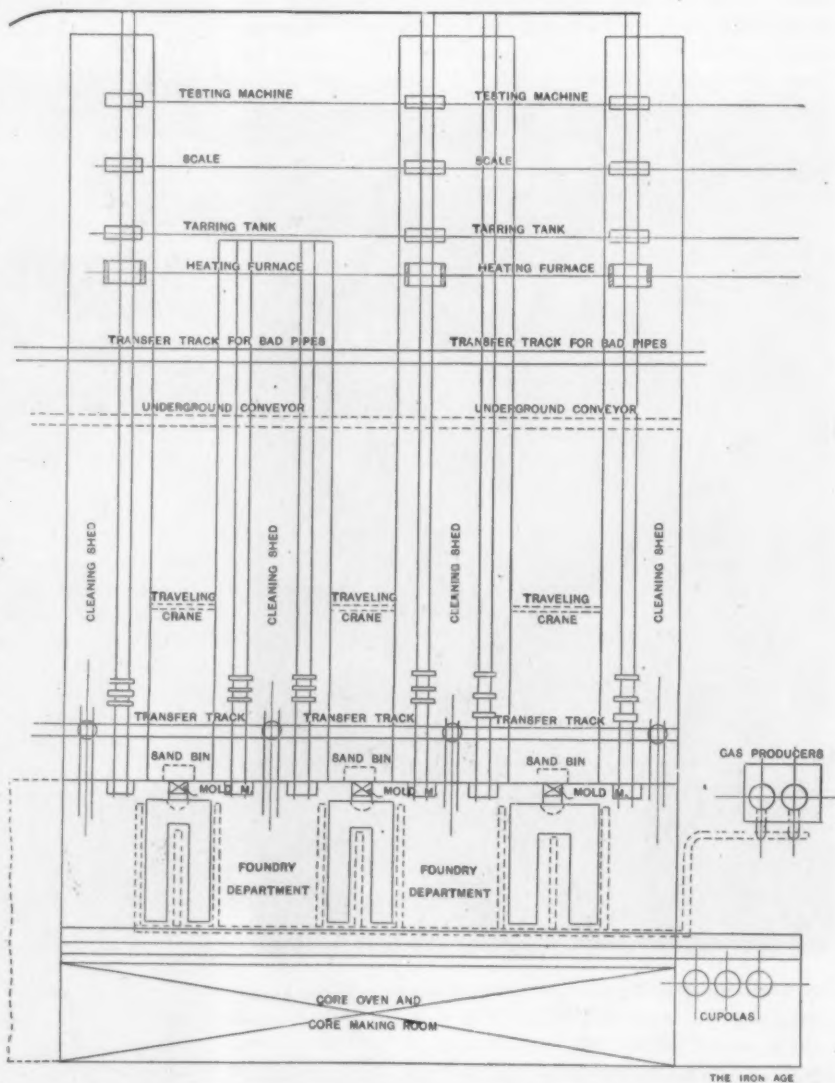 TESTING MACHINE TESTING MACHINE
SCALE SCALE
TARRING TANK TARRING TANK
HEATING FURNACE HEATING FURNACE
TRANSFER TRACK FOR BAD PIPES TRANSFER TRACK FOR BAD PIPES
UNDERGROUND CONVEYOR UNDERGROUND CONVEYOR
CLEANING SHED CLEANING SHED CLEANING SHED CLEANING SHED
TRAVELING TRAVELING TRAVELING
CRANE CRANE CRANE
TRANSFER TRACK TRANSFER TRACK TRANSFER TRACK
SAND BIN SAND BIN SAND BIN GAS PRODUCERS
MOLD M. MOLD M. MOLD M.
FOUNDRY FOUNDRY
DEPARTMENT DEPARTMENT
CORE OVEN AND
CORE MAKING ROOM
CUPOLAS
THE IRON AGE